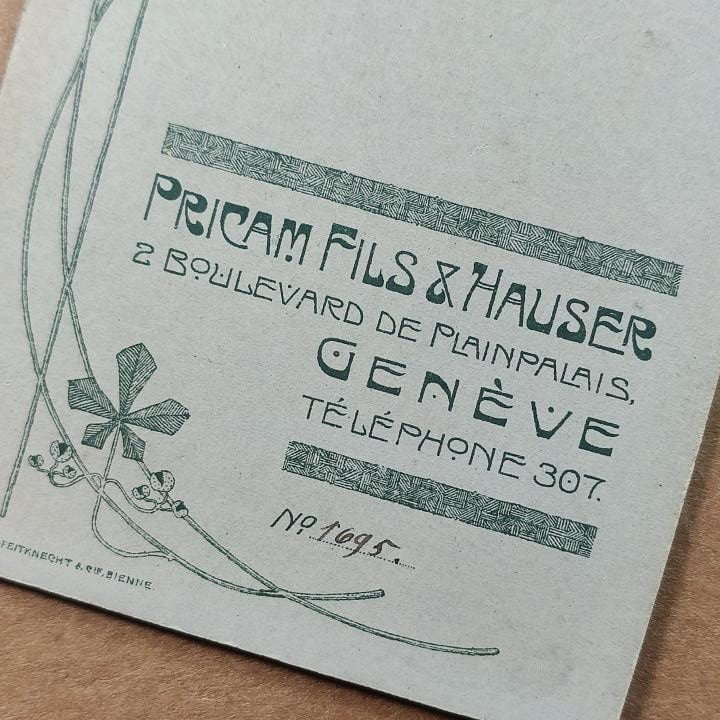 PRICAM FILS & HAUSER
2 BOULEVARD DE PLAINPALAIS,
GENÈVE
TÉLÉPHONE 307.
No 1695.
FEITKNECHT & CIE, BIENNE.